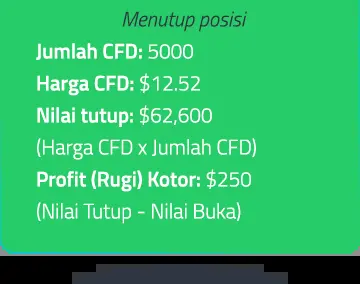 Menutup posisi
Jumlah CFD: 5000
Harga CFD: $12.52
Nilai tutup: $62,600
(Harga CFD x Jumlah CFD)
Profit (Rugi) Kotor: $250
(Nilai Tutup - Nilai Buka)